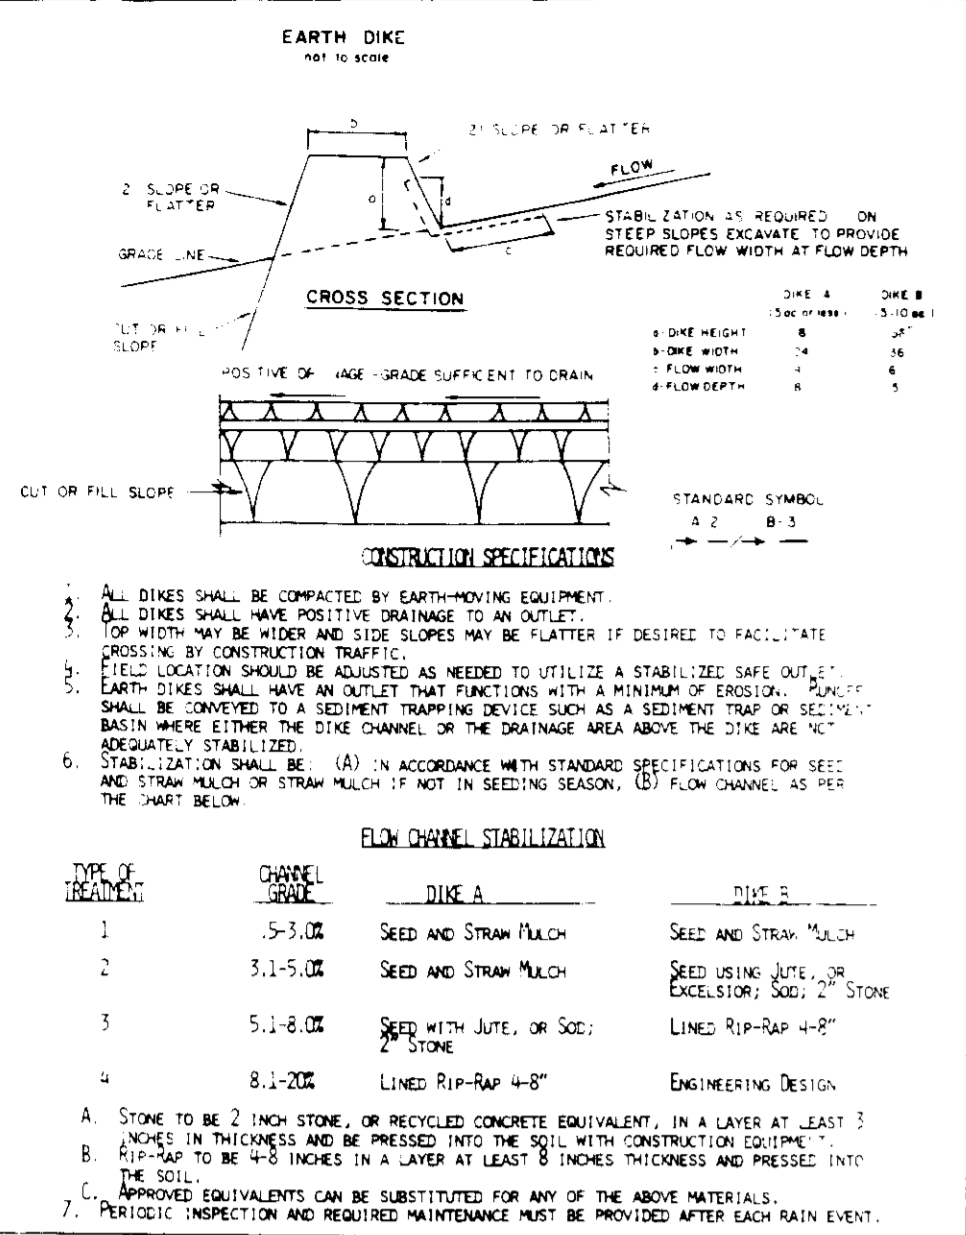 EARTH DIKE
not to scale
b
2: SLOPE OR FLATTER
FLOW
2 SLOPE OR
FLATTER
a
d
STABILIZATION AS REQUIRED ON
STEEP SLOPES EXCAVATE TO PROVIDE
REQUIRED FLOW WIDTH AT FLOW DEPTH
GRADE LINE
c
CROSS SECTION
CUT OR FILL
SLOPE
DIKE A DIKE B
(5 ac or less) (5-10 ac)
a-DIKE HEIGHT 8
b-DIKE WIDTH 24 36
c FLOW WIDTH 4 6
d-FLOW DEPTH 8 5
POSITIVE DRAINAGE-GRADE SUFFICENT TO DRAIN
CUT OR FILL SLOPE
STANDARD SYMBOL
A 2 B-3
CONSTRUCTION SPECIFICATIONS
1. ALL DIKES SHALL BE COMPACTED BY EARTH-MOVING EQUIPMENT.
2. ALL DIKES SHALL HAVE POSITIVE DRAINAGE TO AN OUTLET.
3. TOP WIDTH MAY BE WIDER AND SIDE SLOPES MAY BE FLATTER IF DESIRED TO FACILITATE
CROSSING BY CONSTRUCTION TRAFFIC.
4. FIELD LOCATION SHOULD BE ADJUSTED AS NEEDED TO UTILIZE A STABILIZED SAFE OUTLET.
5. EARTH DIKES SHALL HAVE AN OUTLET THAT FUNCTIONS WITH A MINIMUM OF EROSION. RUNOFF
SHALL BE CONVEYED TO A SEDIMENT TRAPPING DEVICE SUCH AS A SEDIMENT TRAP OR SEDIMENT
BASIN WHERE EITHER THE DIKE CHANNEL OR THE DRAINAGE AREA ABOVE THE DIKE ARE NOT
ADEQUATELY STABILIZED.
6. STABILIZATION SHALL BE: (A) IN ACCORDANCE WITH STANDARD SPECIFICATIONS FOR SEED
AND STRAW MULCH OR STRAW MULCH IF NOT IN SEEDING SEASON, (B) FLOW CHANNEL AS PER
THE CHART BELOW.
FLOW CHANNEL STABILIZATION
TYPE OF
TREATMENT CHANNEL
GRADE DIKE A DIKE B
1 .5-3.0% SEED AND STRAW MULCH SEED AND STRAW MULCH
2 3.1-5.0% SEED AND STRAW MULCH SEED USING JUTE, OR
EXCELSIOR; SOD; 2" STONE
3 5.1-8.0% SEED WITH JUTE, OR SOD; LINED RIP-RAP 4-8"
2" STONE
4 8.1-20% LINED RIP-RAP 4-8" ENGINEERING DESIGN
A. STONE TO BE 2 INCH STONE, OR RECYCLED CONCRETE EQUIVALENT, IN A LAYER AT LEAST 3
INCHES IN THICKNESS AND BE PRESSED INTO THE SOIL WITH CONSTRUCTION EQUIPMENT.
B. RIP-RAP TO BE 4-8 INCHES IN A LAYER AT LEAST 8 INCHES THICKNESS AND PRESSED INTO
THE SOIL.
C. APPROVED EQUIVALENTS CAN BE SUBSTITUTED FOR ANY OF THE ABOVE MATERIALS.
7. PERIODIC INSPECTION AND REQUIRED MAINTENANCE MUST BE PROVIDED AFTER EACH RAIN EVENT.